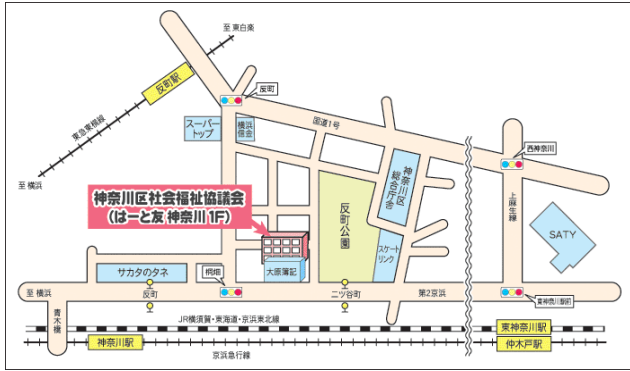 至 東白楽
反町駅
東急東横線
至 横浜
反町
国道1号
スーパー
トップ
横浜
信金
西神奈川
神奈川区
総合庁舎
上麻生線
神奈川区社会福祉協議会
(はーと友 神奈川 1F)
反町公園
スケート
リンク
SATY
サカタのタネ
桐畑
大原簿記
至 横浜
反町
二ツ谷町
第2京浜
東神奈川駅前
青木橋
JR横須賀・東海道・京浜東北線
東神奈川駅
神奈川駅
仲木戸駅
京浜急行線